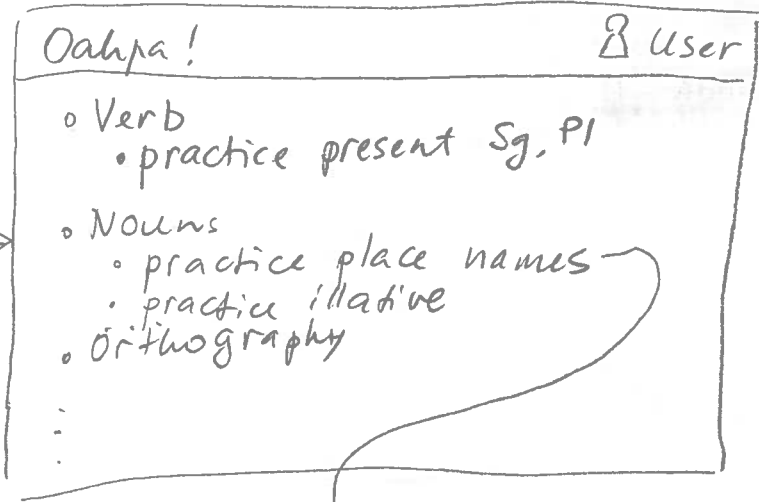 Oahpa! User
◦ Verb
• practice present Sg, Pl
◦ Nouns
◦ practice place names
• practice illative
◦ Orthography